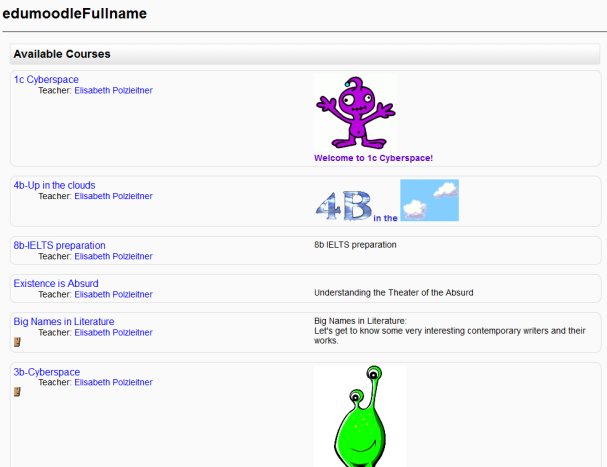 edumoodleFullname
Available Courses
1c Cyberspace
Teacher: Elisabeth Polzleitner
Welcome to 1c Cyberspace!
4b-Up in the clouds
Teacher: Elisabeth Polzleitner
4B in the
8b-IELTS preparation
Teacher: Elisabeth Polzleitner
8b IELTS preparation
Existence is Absurd
Teacher: Elisabeth Polzleitner
Understanding the Theater of the Absurd
Big Names in Literature
Teacher: Elisabeth Polzleitner
Big Names in Literature:
Let's get to know some very interesting contemporary writers and their
works.
3b-Cyberspace
Teacher: Elisabeth Polzleitner